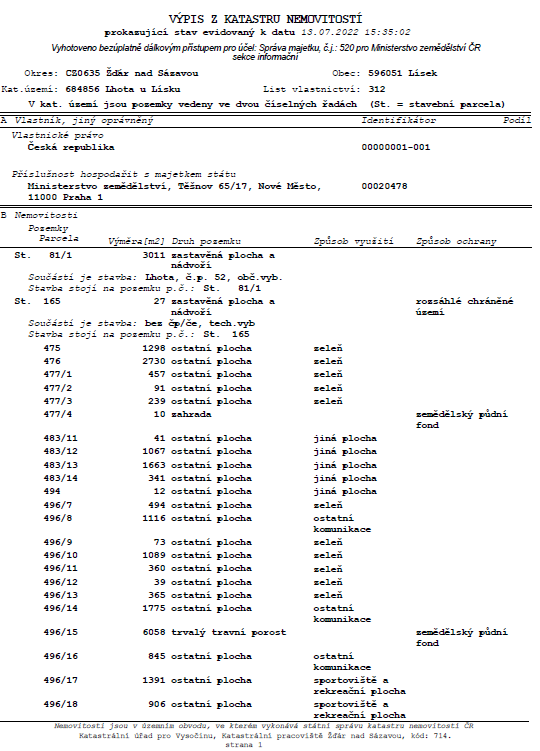 VÝPIS Z KATASTRU NEMOVITOSTÍ
prokazující stav evidovaný k datu 13.07.2022 15:35:02
Vyhotoveno bezúplatně dálkovým přístupem pro účel: Správa majetku, č.j.: 520 pro Ministerstvo zemědělství ČR
sekce informační
Okres: CZ0635 Žďár nad Sázavou Obec: 596051 Lísek
Kat.území: 684856 Lhota u Lísku List vlastnictví: 312
V kat. území jsou pozemky vedeny ve dvou číselných řadách (St. = stavební parcela)
A Vlastník, jiný oprávněný Identifikátor Podíl
Vlastnické právo
Česká republika 00000001-001
Příslušnost hospodařit s majetkem státu
Ministerstvo zemědělství, Těšnov 65/17, Nové Město, 00020478
11000 Praha 1
B Nemovitosti
Pozemky
Parcela Výměra[m2] Druh pozemku Způsob využití Způsob ochrany
St. 81/1 3011 zastavěná plocha a
nádvoří
Součástí je stavba: Lhota, č.p. 52, obč.vyb.
Stavba stojí na pozemku p.č.: St. 81/1
St. 165 27 zastavěná plocha a rozsáhlé chráněné
nádvoří území
Součástí je stavba: bez čp/če, tech.vyb
Stavba stojí na pozemku p.č.: St. 165
475 1298 ostatní plocha zeleň
476 2730 ostatní plocha zeleň
477/1 457 ostatní plocha zeleň
477/2 91 ostatní plocha zeleň
477/3 239 ostatní plocha zeleň
477/4 10 zahrada zemědělský půdní
fond
483/11 41 ostatní plocha jiná plocha
483/12 1067 ostatní plocha jiná plocha
483/13 1663 ostatní plocha jiná plocha
483/14 341 ostatní plocha jiná plocha
494 12 ostatní plocha jiná plocha
496/7 494 ostatní plocha zeleň
496/8 1116 ostatní plocha ostatní
komunikace
496/9 73 ostatní plocha zeleň
496/10 1089 ostatní plocha zeleň
496/11 360 ostatní plocha zeleň
496/12 39 ostatní plocha zeleň
496/13 365 ostatní plocha zeleň
496/14 1775 ostatní plocha ostatní
komunikace
496/15 6058 trvalý travní porost zemědělský půdní
fond
496/16 845 ostatní plocha ostatní
komunikace
496/17 1391 ostatní plocha sportoviště a
rekreační plocha
496/18 906 ostatní plocha sportoviště a
rekreační plocha
Nemovitosti jsou v územním obvodu, ve kterém vykonává státní správu katastru nemovitostí ČR
Katastrální úřad pro Vysočinu, Katastrální pracoviště Žďár nad Sázavou, kód: 714.
strana 1